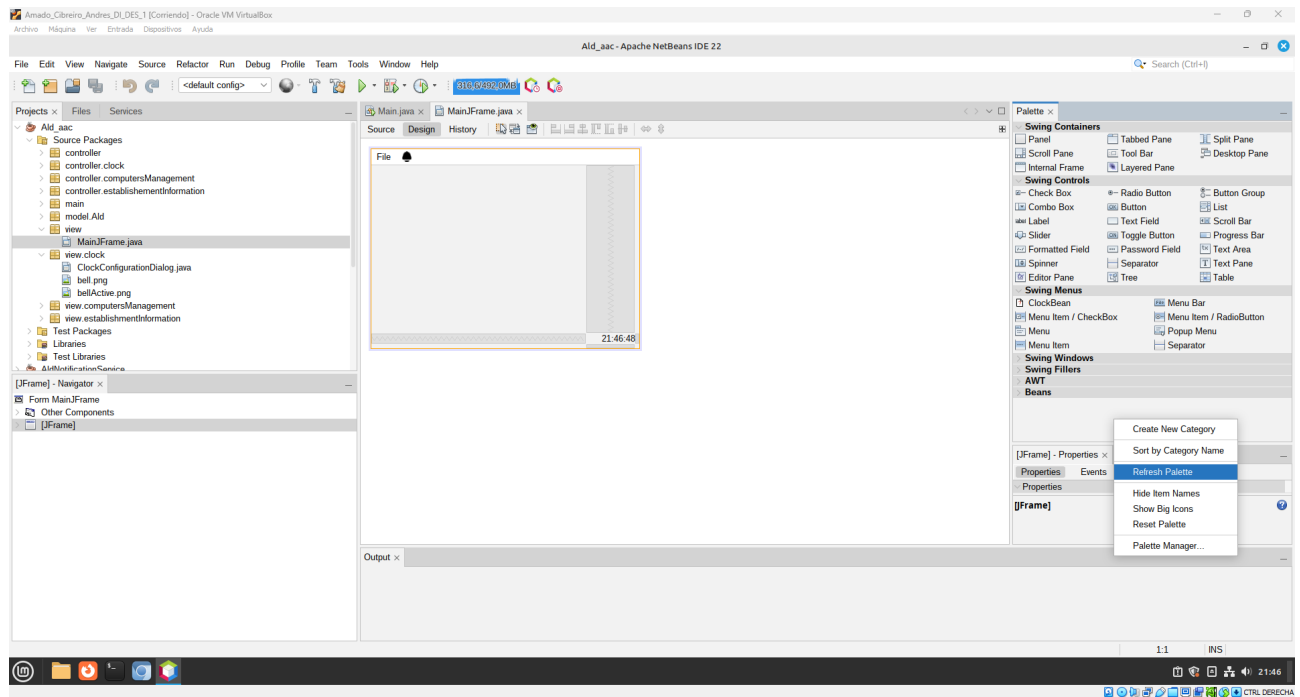 Amado_Cibreiro_Andres_DI_DES_1 [Corriendo] - Oracle VM VirtualBox
Archivo Máquina Ver Entrada Dispositivos Ayuda
Ald_aac - Apache NetBeans IDE 22
File Edit View Navigate Source Refactor Run Debug Profile Team Tools Window Help
Search (Ctrl+I)
<default config>
316,6/492,0MB
Projects Files Services
Main.java MainJFrame.java
Palette
Source Design History
Ald_aac
Source Packages
controller
controller.clock
controller.computersManagement
controller.establishementInformation
main
model.Ald
view
MainJFrame.java
view.clock
ClockConfigurationDialog.java
bell.png
bellActive.png
view.computersManagement
view.establishmentInformation
Test Packages
Libraries
Test Libraries
AldNotificationService
File
21:46:48
Swing Containers
Panel Tabbed Pane Split Pane
Scroll Pane Tool Bar Desktop Pane
Internal Frame Layered Pane
Swing Controls
Check Box Radio Button Button Group
Combo Box Button List
Label Text Field Scroll Bar
Slider Toggle Button Progress Bar
Formatted Field Password Field Text Area
Spinner Separator Text Pane
Editor Pane Tree Table
Swing Menus
ClockBean Menu Bar
Menu Item / CheckBox Menu Item / RadioButton
Menu Popup Menu
Menu Item Separator
Swing Windows
Swing Fillers
AWT
Beans
[JFrame] - Navigator
Form MainJFrame
Other Components
[JFrame]
Create New Category
Sort by Category Name
Refresh Palette
Hide Item Names
Show Big Icons
Reset Palette
Palette Manager...
[JFrame] - Properties
Properties Events
Properties
[JFrame]
Output
1:1 INS
21:46
CTRL DERECHA